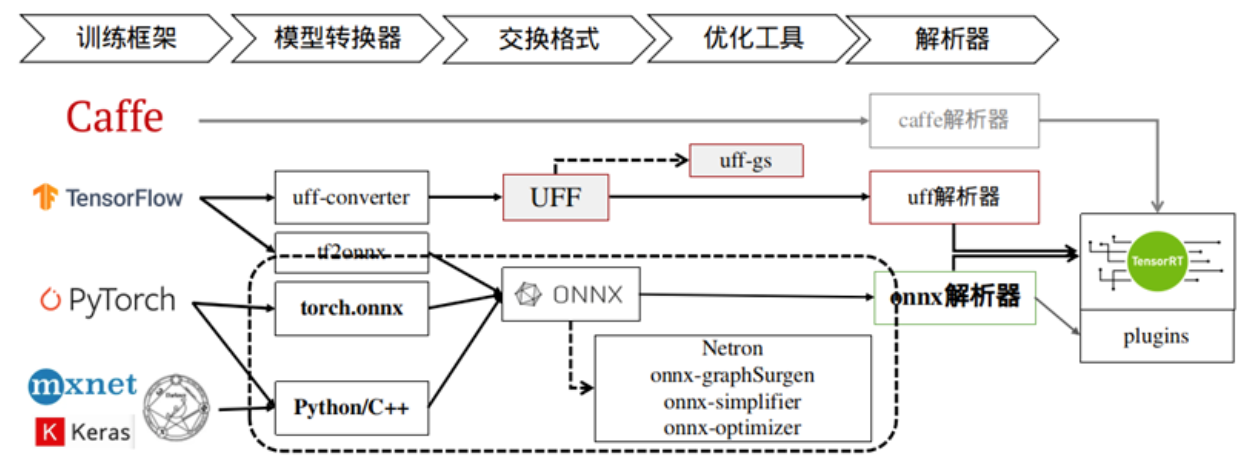 训练框架
模型转换器
交换格式
优化工具
解析器
Caffe
caffe解析器
uff-gs
TensorFlow
uff-converter
UFF
uff解析器
tf2onnx
TensorRT
PyTorch
torch.onnx
ONNX
onnx解析器
plugins
Netron
onnx-graphSurgen
onnx-simplifier
onnx-optimizer
mxnet
K Keras
Python/C++